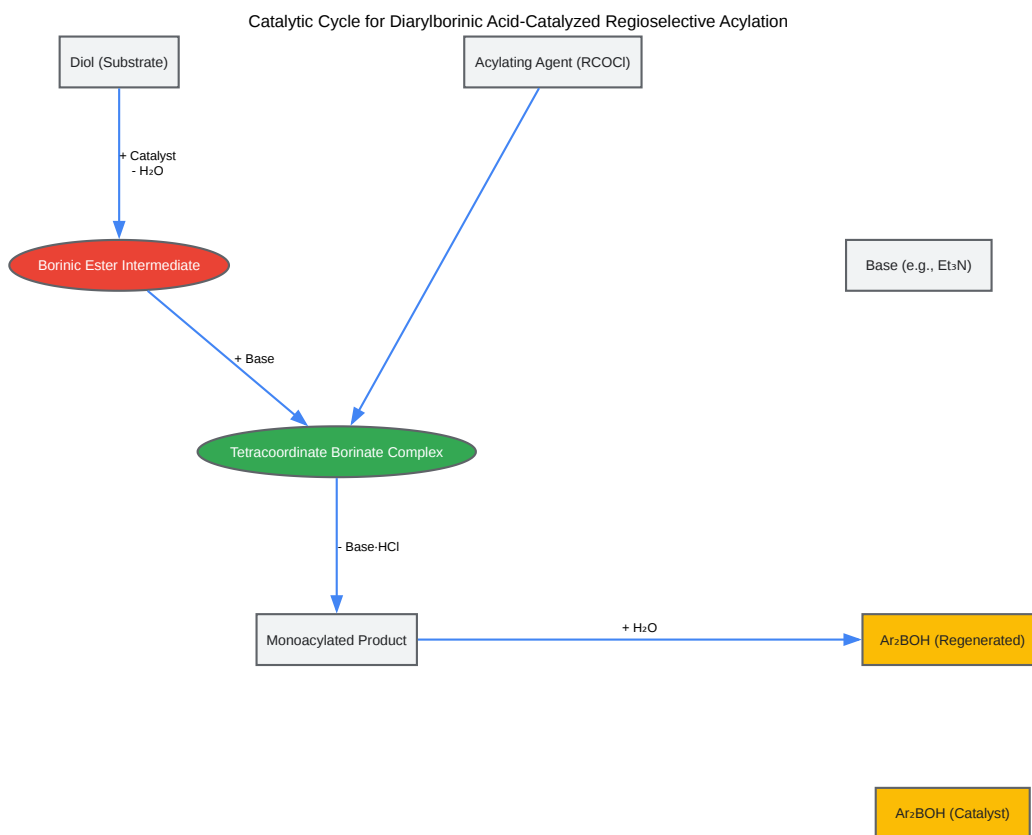 Catalytic Cycle for Diarylborinic Acid-Catalyzed Regioselective Acylation
Diol (Substrate)
Acylating Agent (RCOCl)
+ Catalyst
- H₂O
Borinic Ester Intermediate
Base (e.g., Et₃N)
+ Base
Tetracoordinate Borinate Complex
- Base·HCl
+ H₂O
Monoacylated Product
Ar₂BOH (Regenerated)
Ar₂BOH (Catalyst)